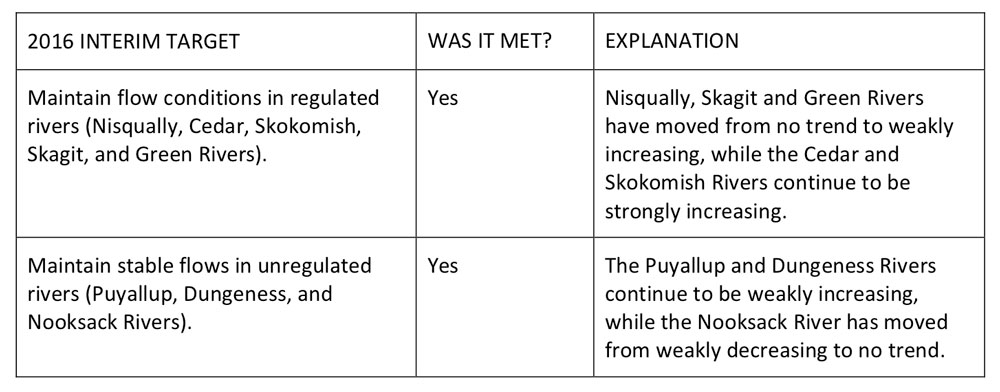 2016 INTERIM TARGET
WAS IT MET?
EXPLANATION
Maintain flow conditions in regulated
rivers (Nisqually, Cedar, Skokomish,
Skagit, and Green Rivers).
Yes
Nisqually, Skagit and Green Rivers
have moved from no trend to weakly
increasing, while the Cedar and
Skokomish Rivers continue to be
strongly increasing.
Maintain stable flows in unregulated
rivers (Puyallup, Dungeness, and
Nooksack Rivers).
Yes
The Puyallup and Dungeness Rivers
continue to be weakly increasing,
while the Nooksack River has moved
from weakly decreasing to no trend.